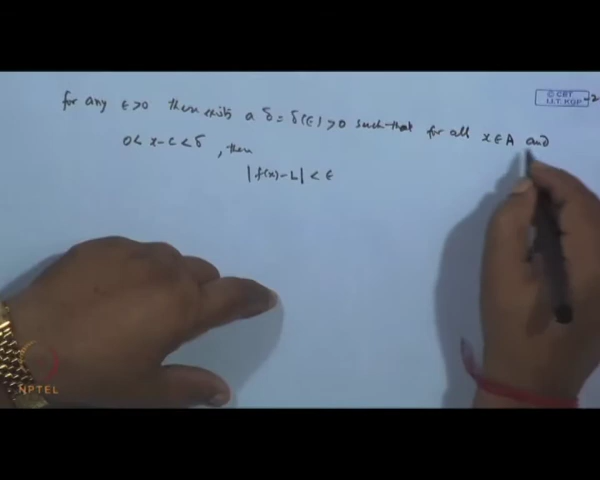 © CET
I.I.T. KGP
for any ε>0 there exists a δ = δ(ε) >0 such that for all x ∈ A and
0 < x - c < δ , then
|f(x) - L| < ε
NPTEL